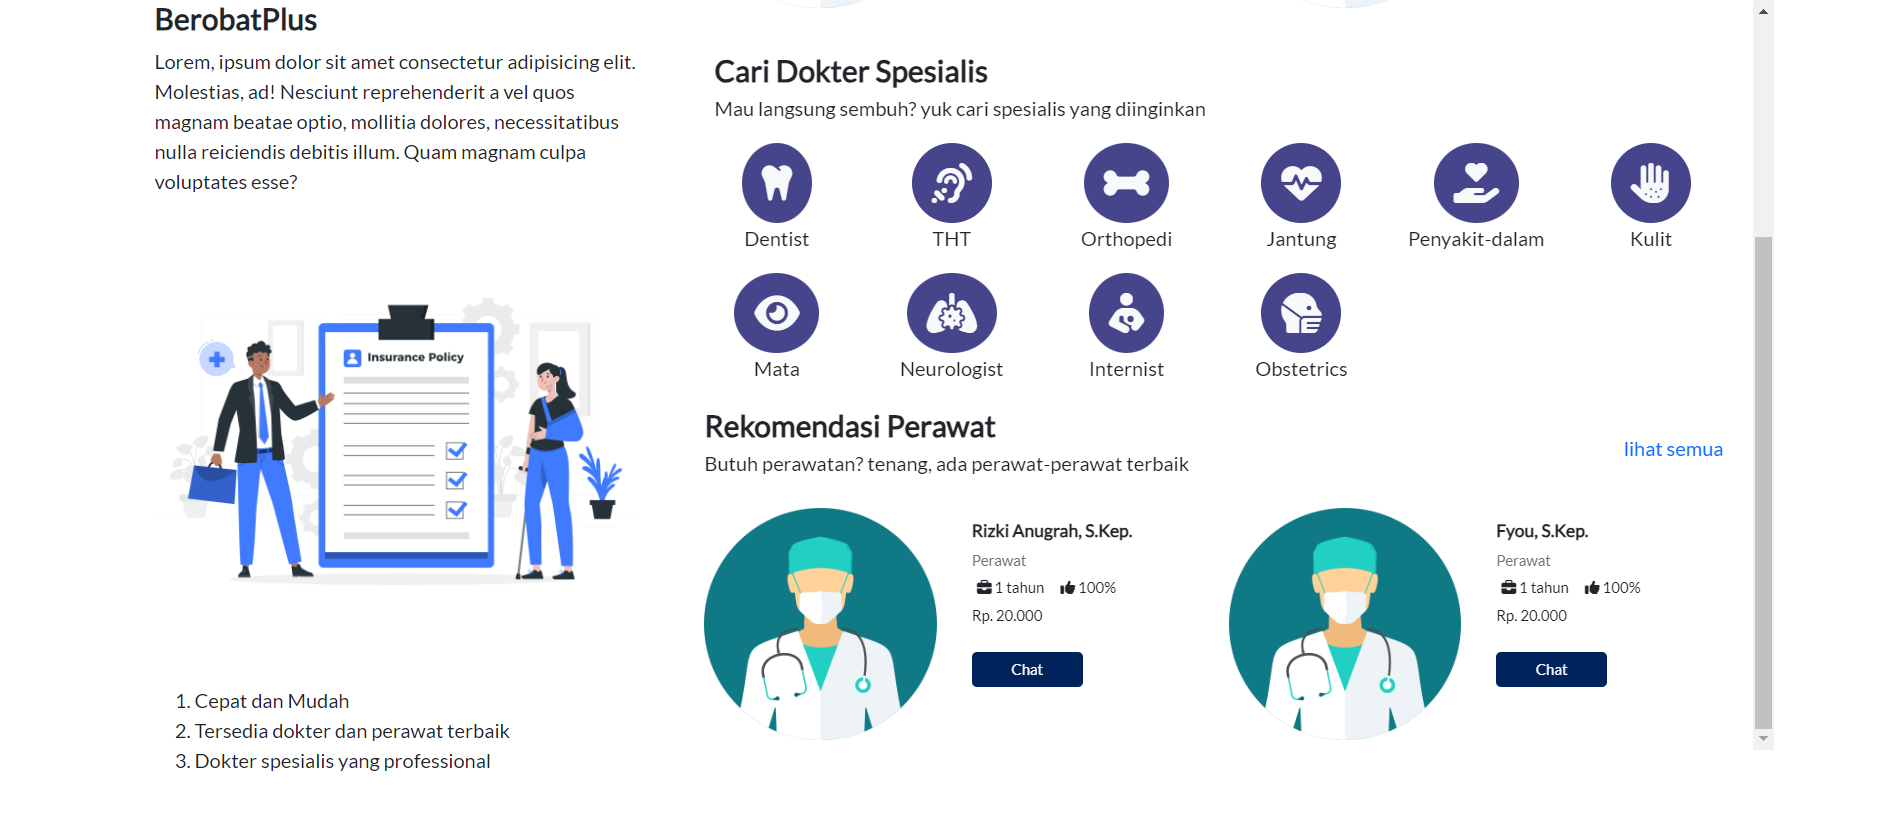 BerobatPlus
Lorem, ipsum dolor sit amet consectetur adipisicing elit.
Molestias, ad! Nesciunt reprehenderit a vel quos
magnam beatae optio, mollitia dolores, necessitatibus
nulla reiciendis debitis illum. Quam magnam culpa
voluptates esse?
Insurance Policy
1. Cepat dan Mudah
2. Tersedia dokter dan perawat terbaik
3. Dokter spesialis yang professional
Cari Dokter Spesialis
Mau langsung sembuh? yuk cari spesialis yang diinginkan
Dentist
THT
Orthopedi
Jantung
Penyakit-dalam
Kulit
Mata
Neurologist
Internist
Obstetrics
Rekomendasi Perawat
Butuh perawatan? tenang, ada perawat-perawat terbaik
lihat semua
Rizki Anugrah, S.Kep.
Perawat
1 tahun 100%
Rp. 20.000
Chat
Fyou, S.Kep.
Perawat
1 tahun 100%
Rp. 20.000
Chat